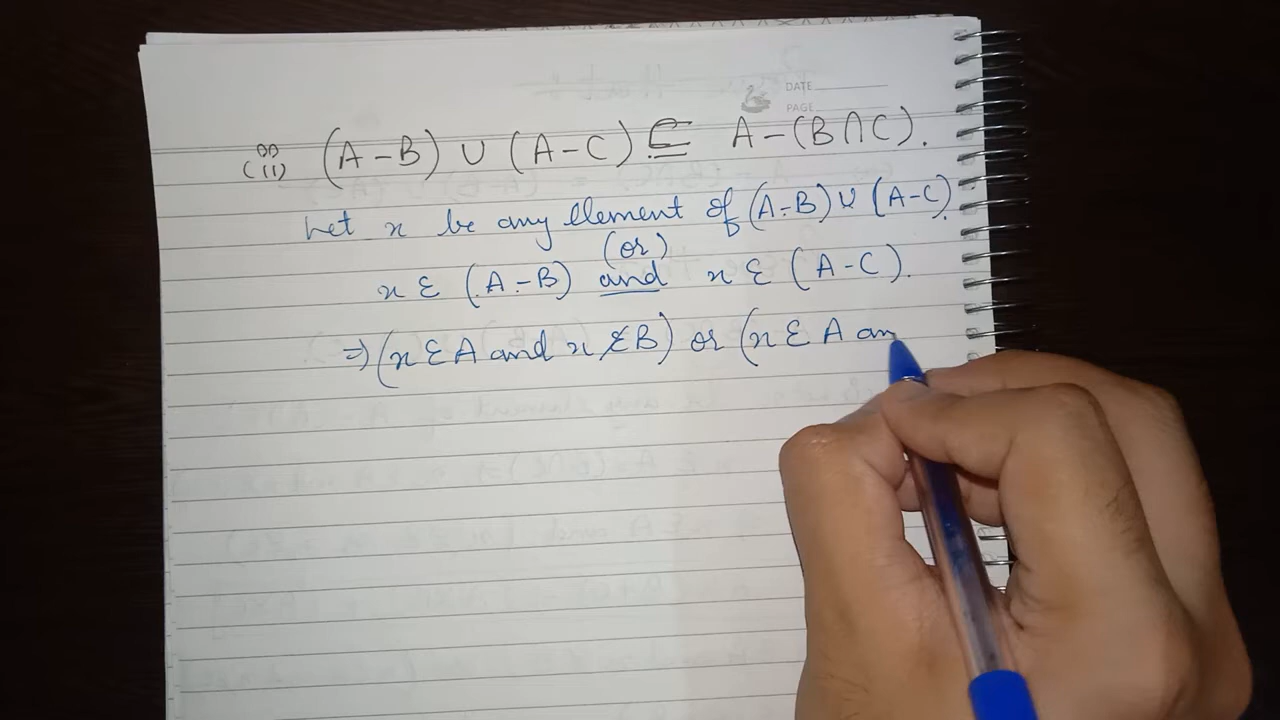 DATE
PAGE
(ii) (A-B) ∪ (A-C) ⊆ A-(B∩C).
Let x be any element of (A-B) ∪ (A-C).
(or)
x ∈ (A-B) and x ∈ (A-C).
⇒ (x ∈ A and x ∉ B) or (x ∈ A an